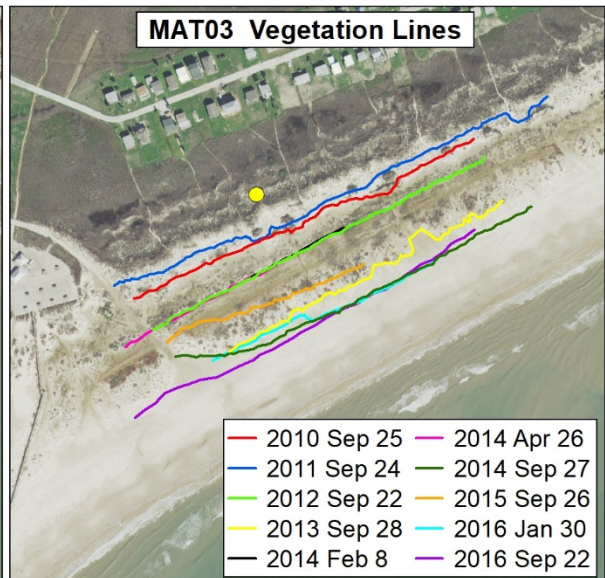 MAT03 Vegetation Lines
2010 Sep 25
2011 Sep 24
2012 Sep 22
2013 Sep 28
2014 Feb 8
2014 Apr 26
2014 Sep 27
2015 Sep 26
2016 Jan 30
2016 Sep 22